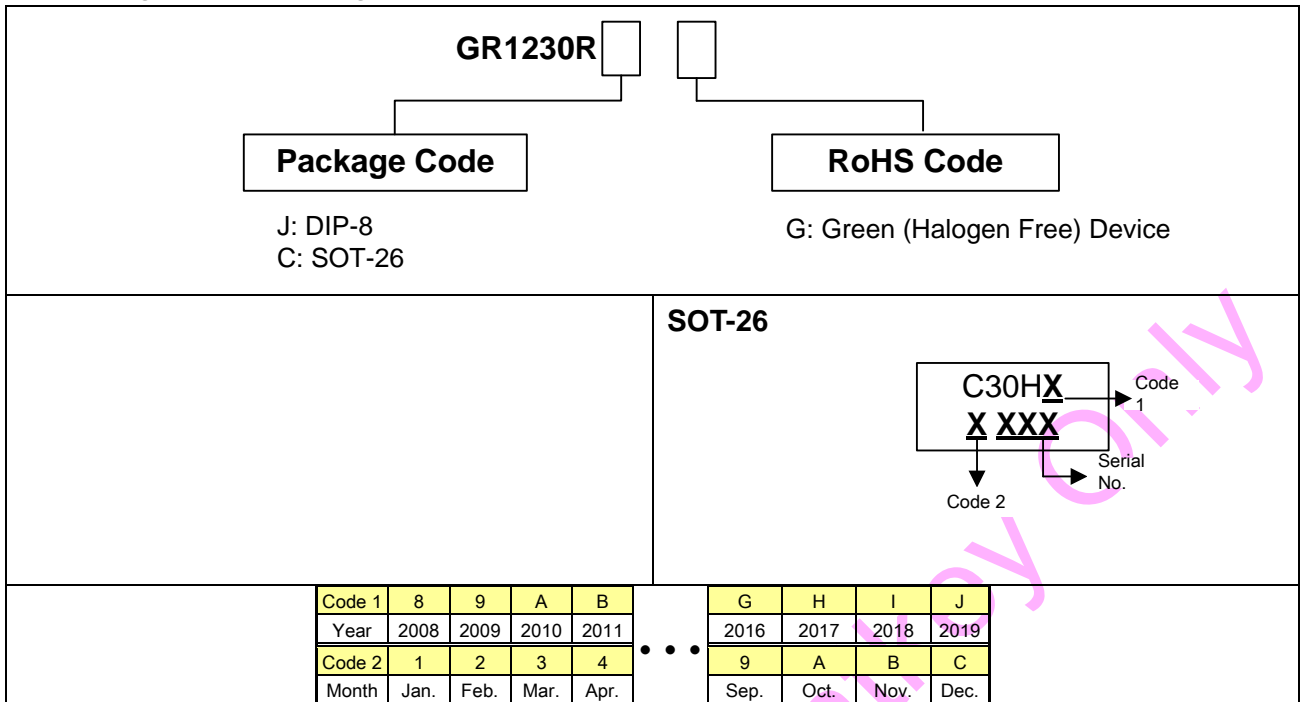 GR1230R
Package Code
RoHS Code
J: DIP-8
C: SOT-26
G: Green (Halogen Free) Device
SOT-26
C30HX
X XXX
Code
1
Serial
No.
Code 2
Code 1 8 9 A B G H I J
Year 2008 2009 2010 2011 • • • 2016 2017 2018 2019
Code 2 1 2 3 4 9 A B C
Month Jan. Feb. Mar. Apr. Sep. Oct. Nov. Dec.
Only